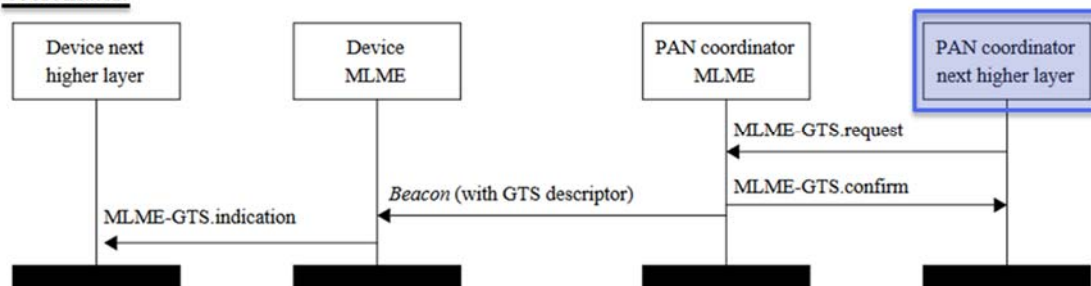 Device next
higher layer
Device
MLME
PAN coordinator
MLME
PAN coordinator
next higher layer
MLME-GTS.request
MLME-GTS.confirm
Beacon (with GTS descriptor)
MLME-GTS.indication